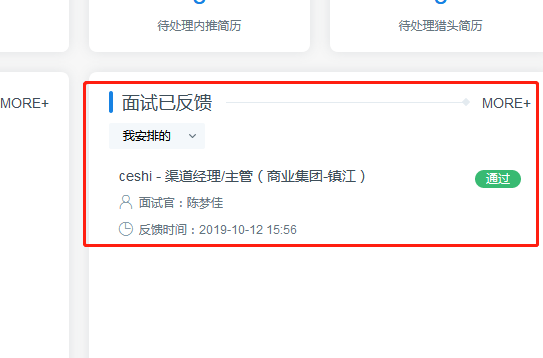 待处理内推简历
待处理猎头简历
MORE+
面试已反馈
MORE+
我安排的
ceshi - 渠道经理/主管（商业集团-镇江）
通过
面试官：陈梦佳
反馈时间：2019-10-12 15:56